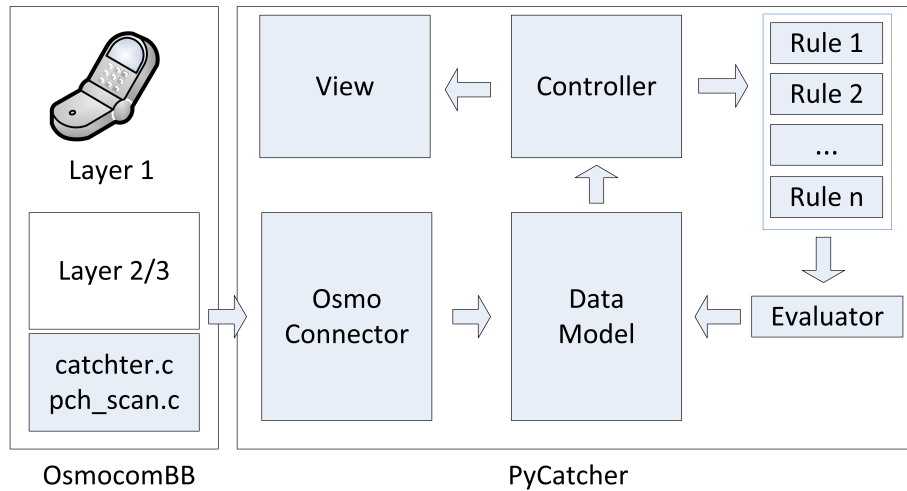 Layer 1
Layer 2/3
catchter.c
pch_scan.c
OsmocomBB
View
Controller
Rule 1
Rule 2
...
Rule n
Osmo
Connector
Data
Model
Evaluator
PyCatcher